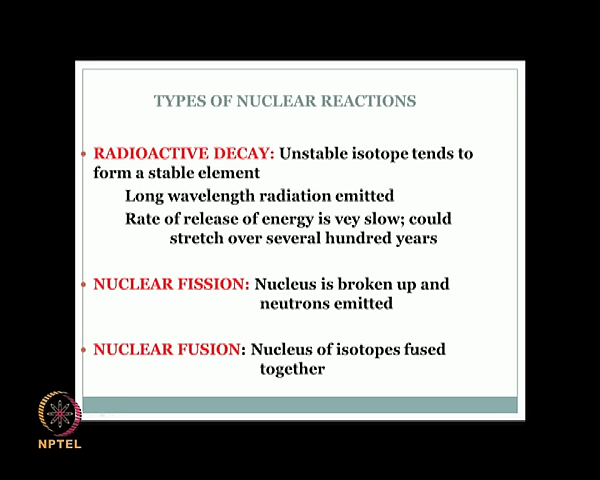 TYPES OF NUCLEAR REACTIONS
• RADIOACTIVE DECAY: Unstable isotope tends to
form a stable element
Long wavelength radiation emitted
Rate of release of energy is vey slow; could
stretch over several hundred years
• NUCLEAR FISSION: Nucleus is broken up and
neutrons emitted
• NUCLEAR FUSION: Nucleus of isotopes fused
together
NPTEL